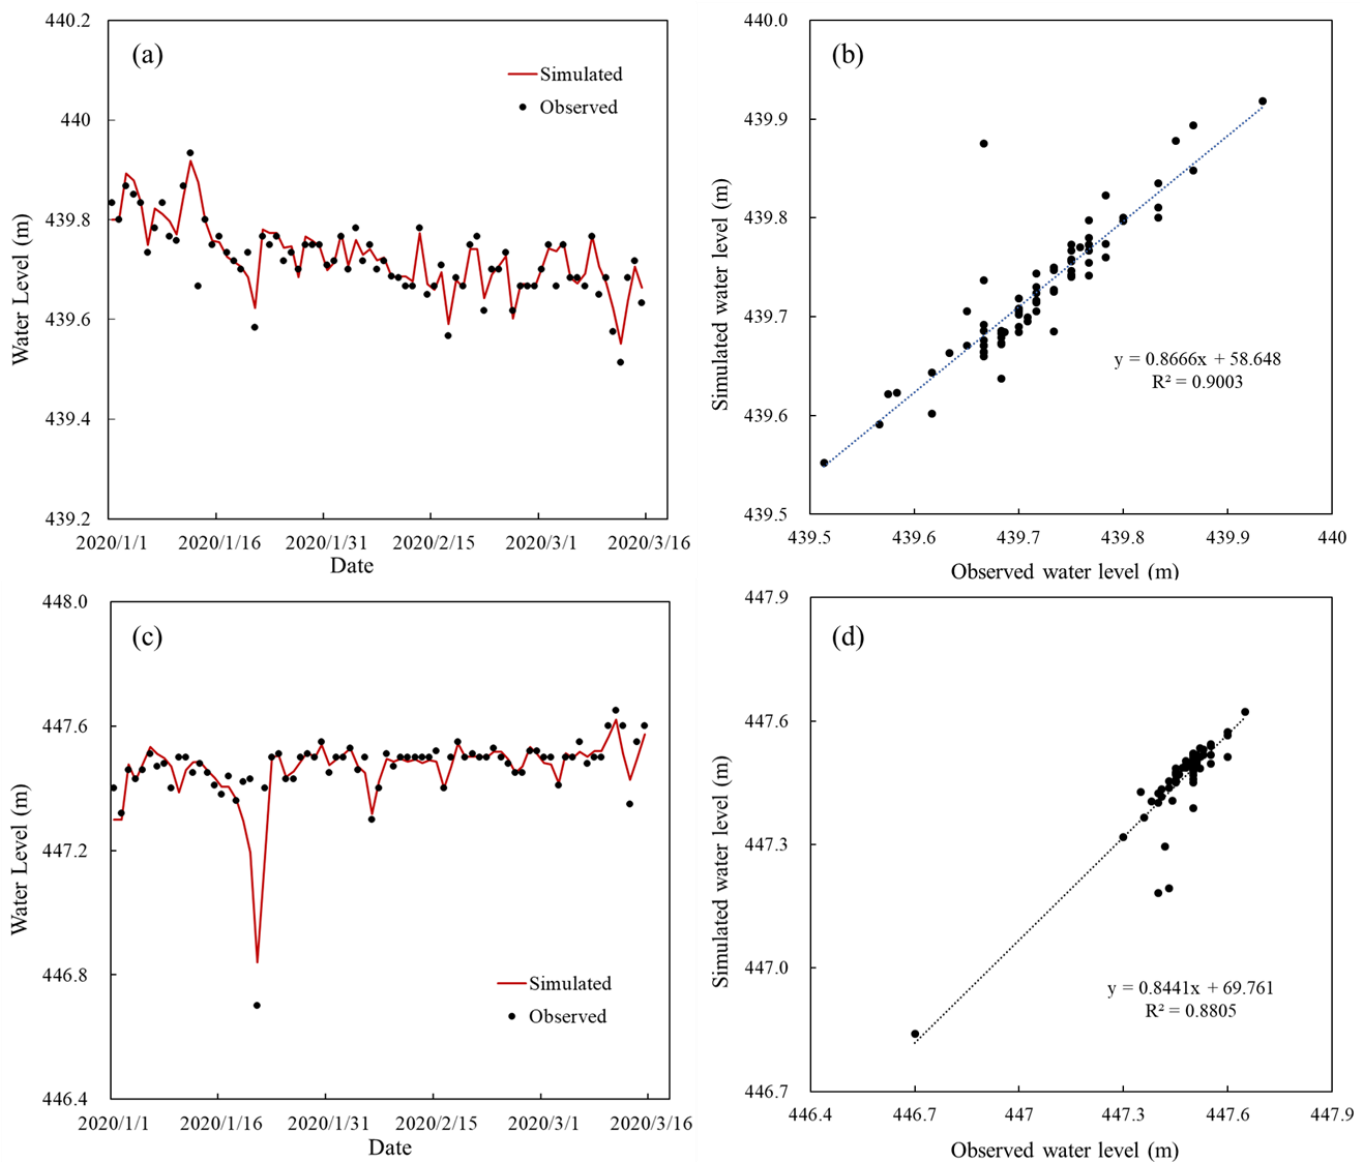 440.2
440
439.8
439.6
439.4
439.2
Water Level (m)
(a)
Simulated
Observed
2020/1/1 2020/1/16 2020/1/31 2020/2/15 2020/3/1 2020/3/16
Date
440.0
439.9
439.8
439.7
439.6
439.5
Simulated water level (m)
(b)
y = 0.8666x + 58.648
R² = 0.9003
439.5 439.6 439.7 439.8 439.9 440
Observed water level (m)
448.0
447.6
447.2
446.8
446.4
Water Level (m)
(c)
Simulated
Observed
2020/1/1 2020/1/16 2020/1/31 2020/2/15 2020/3/1 2020/3/16
Date
447.9
447.6
447.3
447.0
446.7
Simulated water level (m)
(d)
y = 0.8441x + 69.761
R² = 0.8805
446.4 446.7 447 447.3 447.6 447.9
Observed water level (m)